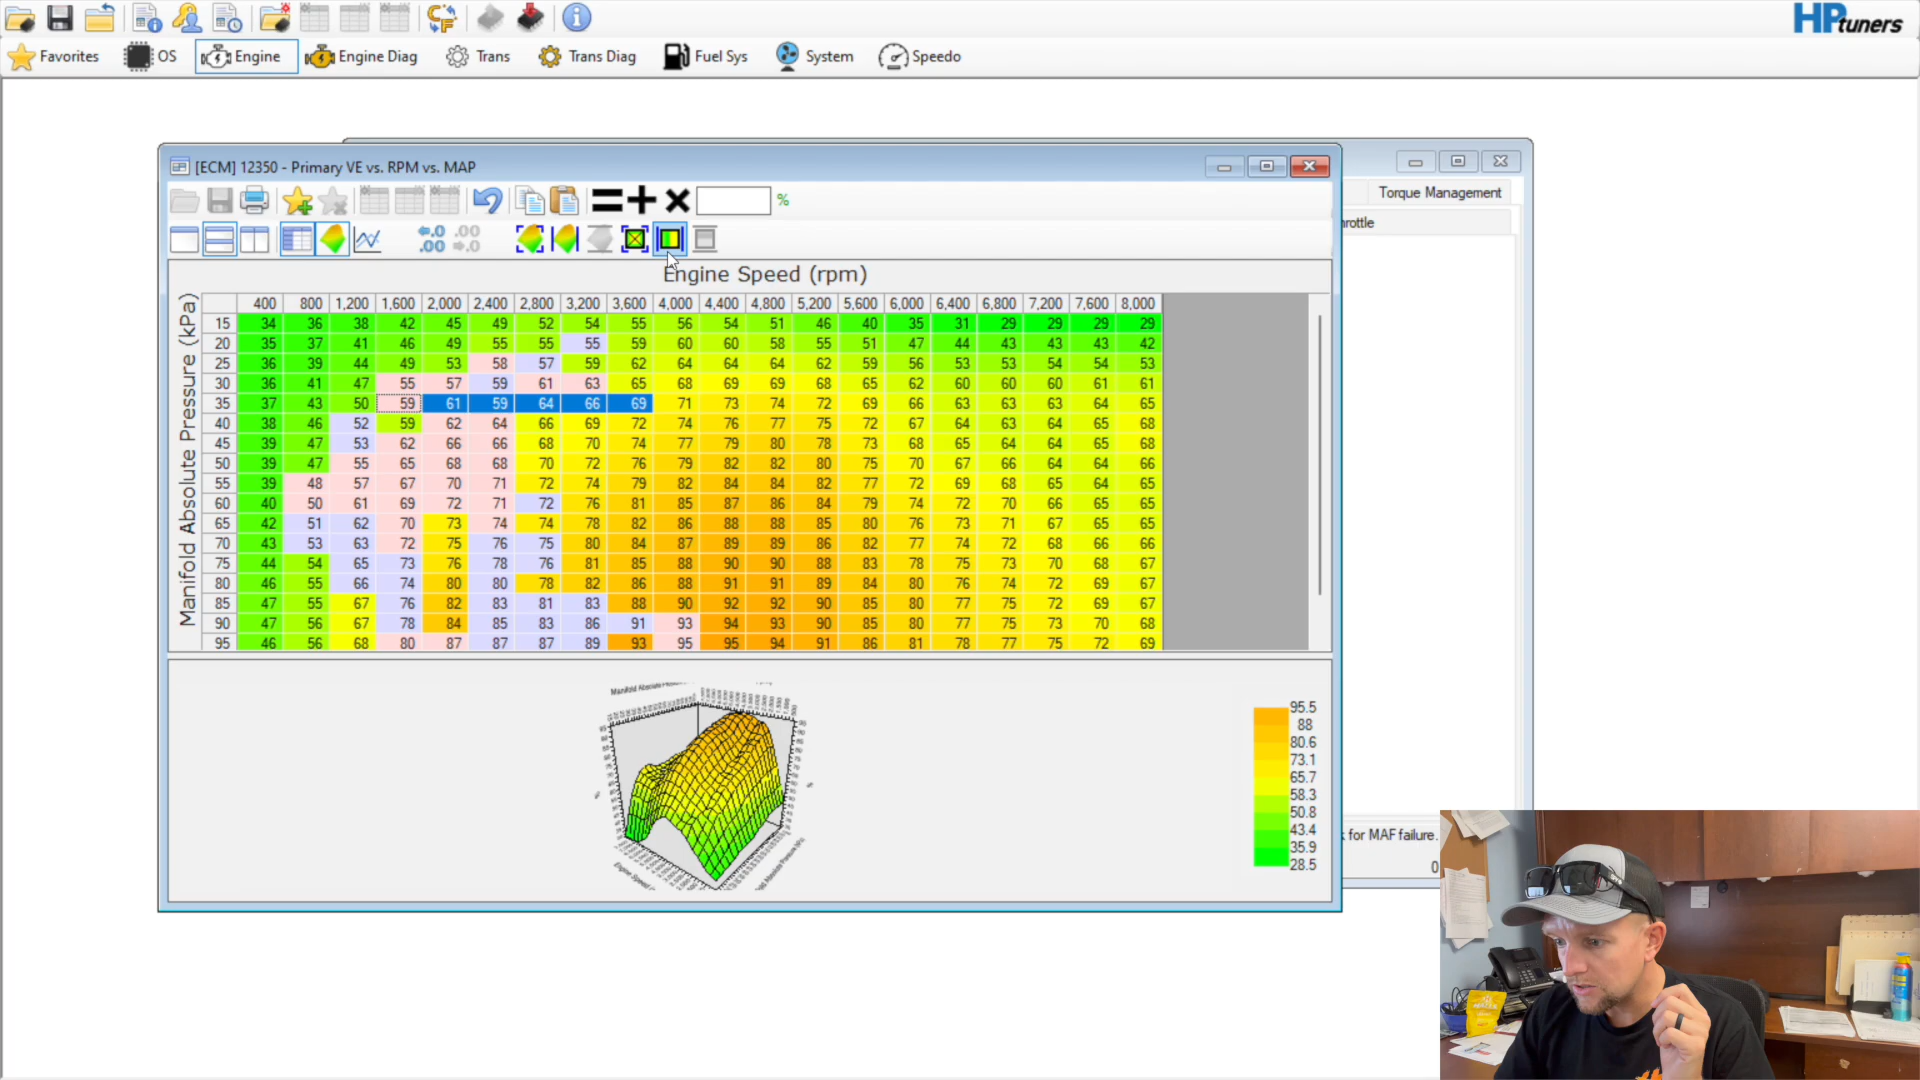 HPtuners
Favorites OS Engine Engine Diag Trans Trans Diag Fuel Sys System Speedo
[ECM] 12350 - Primary VE vs. RPM vs. MAP
%
Torque Management
Engine Speed (rpm)
Manifold Absolute Pressure (kPa)
400 800 1,200 1,600 2,000 2,400 2,800 3,200 3,600 4,000 4,400 4,800 5,200 5,600 6,000 6,400 6,800 7,200 7,600 8,000
15 34 36 38 42 45 49 52 54 55 56 54 51 46 40 35 31 29 29 29 29
20 35 37 41 46 49 55 55 55 59 60 60 58 55 51 47 44 43 43 43 42
25 36 39 44 49 53 58 57 59 62 64 64 64 62 59 56 53 53 54 54 53
30 36 41 47 55 57 59 61 63 65 68 69 69 68 65 62 60 60 60 61 61
35 37 43 50 59 61 59 64 66 69 71 73 74 72 69 66 63 63 63 64 65
40 38 46 52 59 62 64 66 69 72 74 76 77 75 72 67 64 63 64 65 68
45 39 47 53 62 66 66 68 70 74 77 79 80 78 73 68 65 64 64 65 68
50 39 47 55 65 68 68 70 72 76 79 82 82 80 75 70 67 66 64 64 66
55 39 48 57 67 70 71 72 74 79 82 84 84 82 77 72 69 68 65 64 65
60 40 50 61 69 72 71 72 76 81 85 87 86 84 79 74 72 70 66 65 65
65 42 51 62 70 73 74 74 78 82 86 88 88 85 80 76 73 71 67 65 65
70 43 53 63 72 75 76 75 80 84 87 89 89 86 82 77 74 72 68 66 66
75 44 54 65 73 76 78 76 81 85 88 90 90 88 83 78 75 73 70 68 67
80 46 55 66 74 80 80 78 82 86 88 91 91 89 84 80 76 74 72 69 67
85 47 55 67 76 82 83 81 83 88 90 92 92 90 85 80 77 75 72 69 67
90 47 56 67 78 84 85 83 86 91 93 94 93 90 85 80 77 75 73 70 68
95 46 56 68 80 87 87 87 89 93 95 95 94 91 86 81 78 77 75 72 69
95.5
88
80.6
73.1
65.7
58.3
50.8
43.4
35.9
28.5
for MAF failure.
0